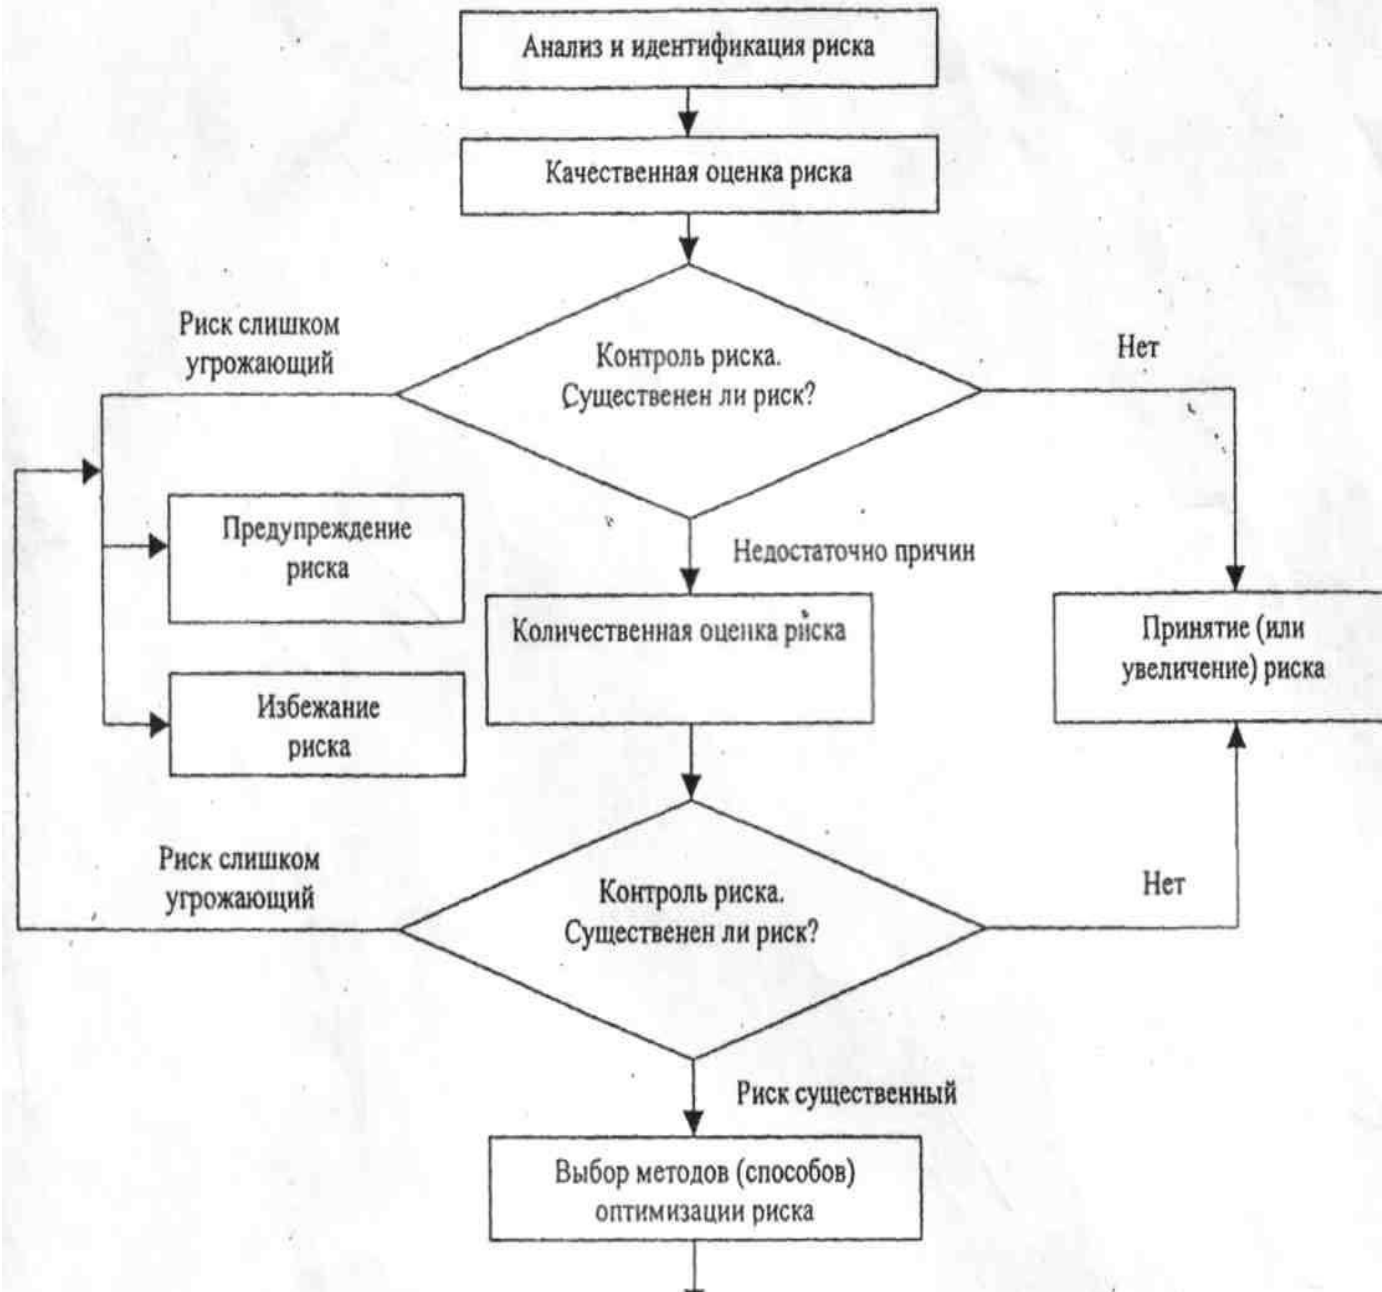 Анализ и идентификация риска
Качественная оценка риска
Риск слишком
угрожающий
Контроль риска.
Существенен ли риск?
Нет
Предупреждение
риска
Недостаточно причин
Количественная оценка риска
Принятие (или
увеличение) риска
Избежание
риска
Риск слишком
угрожающий
Контроль риска.
Существенен ли риск?
Нет
Риск существенный
Выбор методов (способов)
оптимизации риска